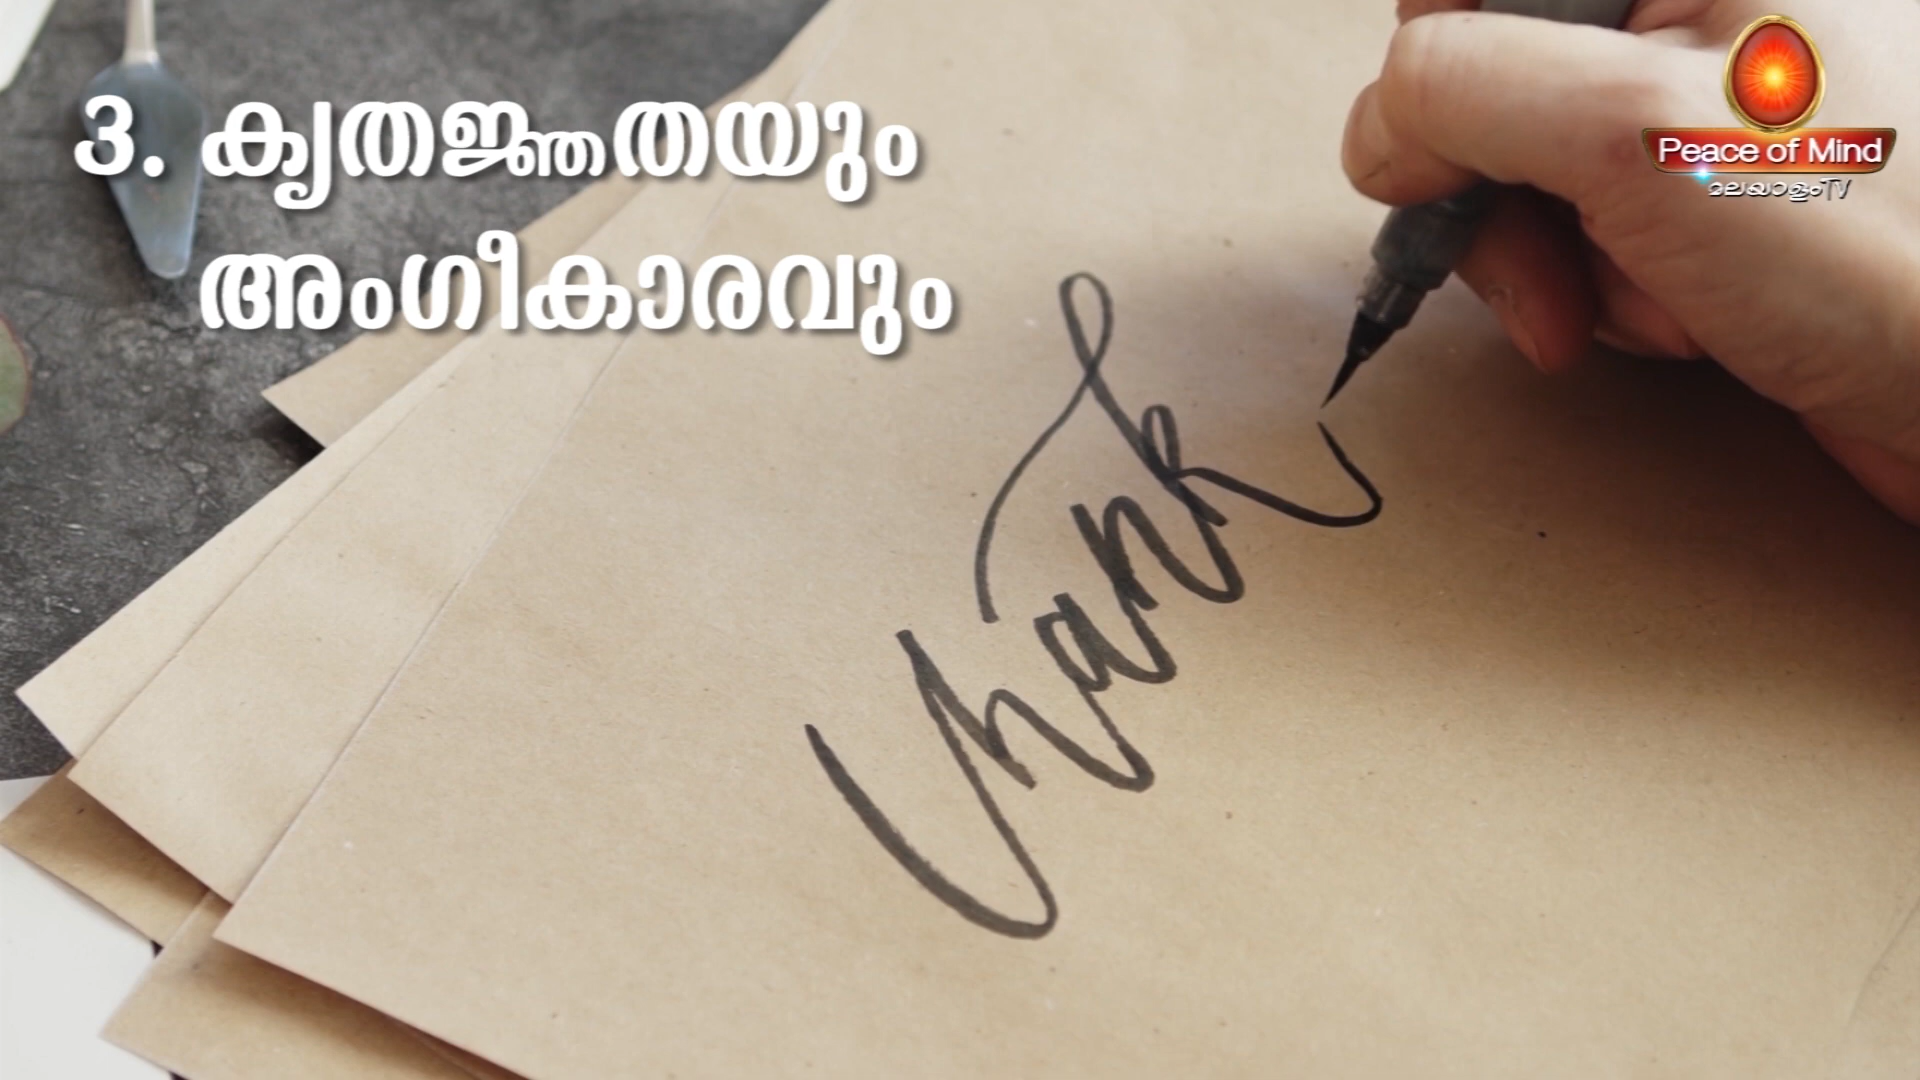 3. കൃതജ്ഞതയും
അംഗീകാരവും
Peace of Mind
മലയാളംTV
Thank